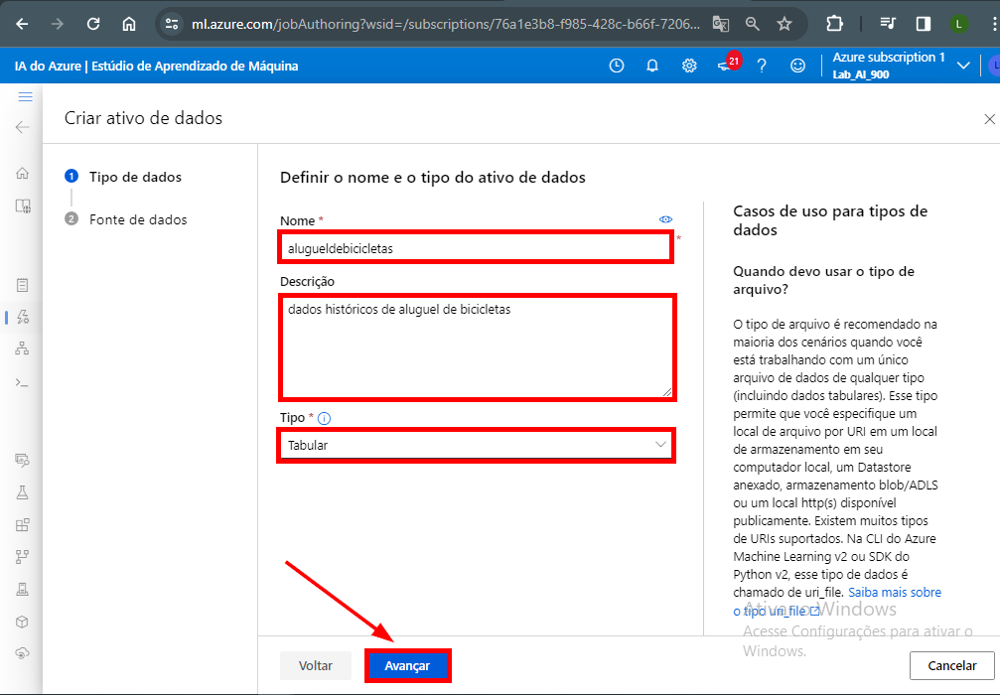 ml.azure.com/jobAuthoring?wsid=/subscriptions/76a1e3b8-f985-428c-b66f-7206...
L
IA do Azure | Estúdio de Aprendizado de Máquina
21
?
Azure subscription 1
Lab_AI_900
L
Criar ativo de dados
1 Tipo de dados
2 Fonte de dados
Definir o nome e o tipo do ativo de dados
Nome *
alugueldebicicletas
*
Descrição
dados históricos de aluguel de bicicletas
Tipo *
Tabular
Casos de uso para tipos de
dados
Quando devo usar o tipo de
arquivo?
O tipo de arquivo é recomendado na
maioria dos cenários quando você
está trabalhando com um único
arquivo de dados de qualquer tipo
(incluindo dados tabulares). Esse tipo
permite que você especifique um
local de arquivo por URI em um local
de armazenamento em seu
computador local, um Datastore
anexado, armazenamento blob/ADLS
ou um local http(s) disponível
publicamente. Existem muitos tipos
de URIs suportados. Na CLI do Azure
Machine Learning v2 ou SDK do
Python v2, esse tipo de dados é
chamado de uri_file. Saiba mais sobre
o tipo uri_file
Ativar o Windows
Acesse Configurações para ativar o
Windows.
Voltar
Avançar
Cancelar